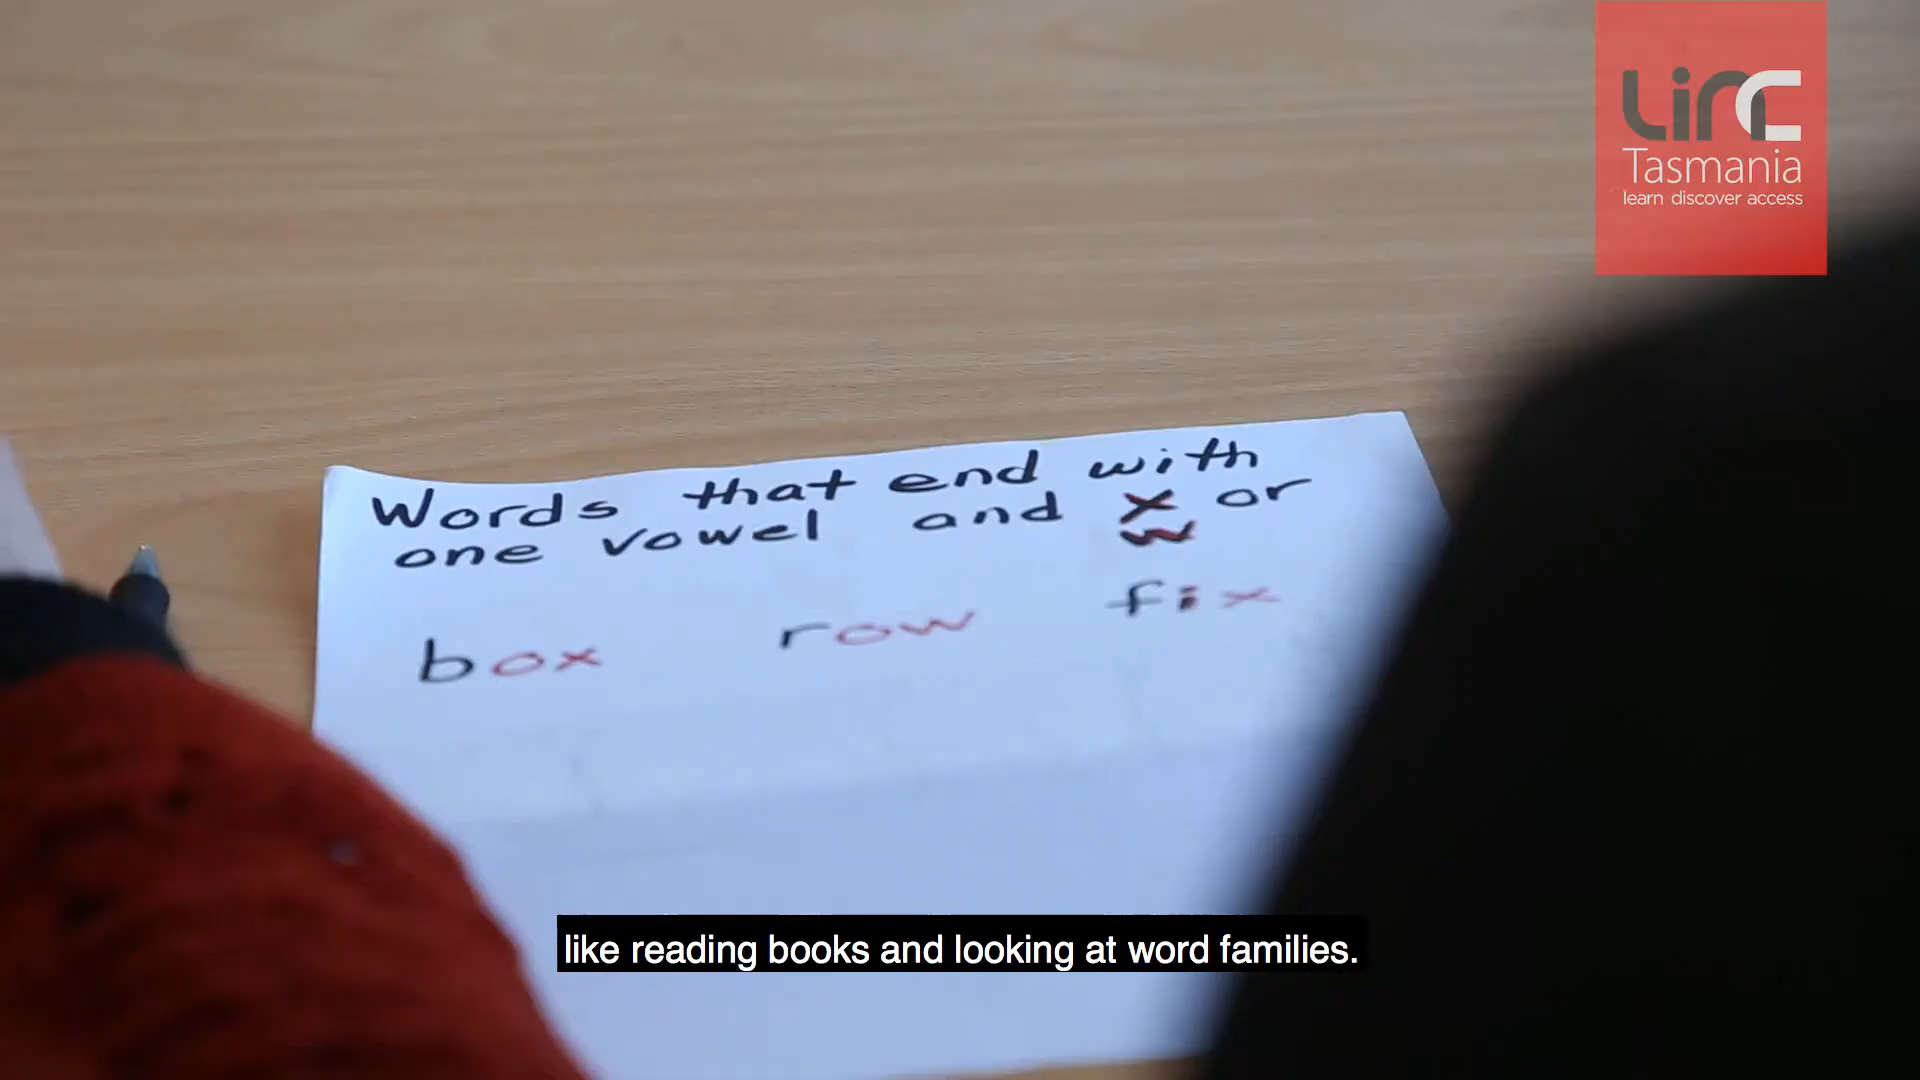 LINC
Tasmania
learn discover access
Words that end with
one vowel and x or
w
box row fix
like reading books and looking at word families.